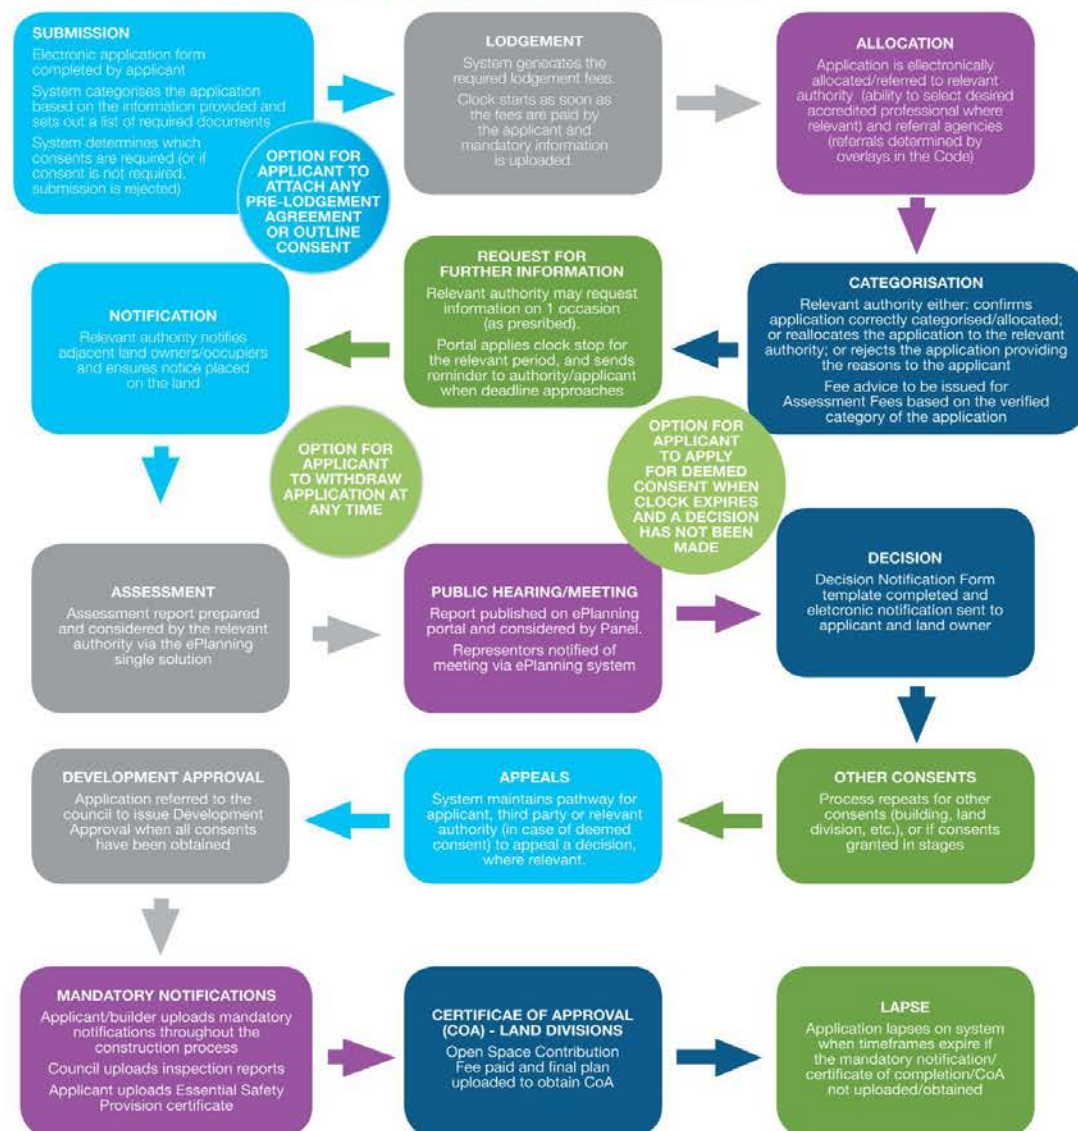 SUBMISSION
Electronic application form
completed by applicant
System categorises the application
based on the information provided and
sets out a list of required documents
System determines which
consents are required (or if
consent is not required,
submission is rejected)
OPTION FOR
APPLICANT TO
ATTACH ANY
PRE-LODGEMENT
AGREEMENT
OR OUTLINE
CONSENT
LODGEMENT
System generates the
required lodgement fees.
Clock starts as soon as
the fees are paid by
the applicant and
mandatory information
is uploaded
ALLOCATION
Application is ellectronically
allocated/referred to relevant
authority (ability to select desired
accredited professional where
relevant) and referral agencies
(referrals determined by
overlays in the Code)
CATEGORISATION
Relevant authority either: confirms
application correctly categorised/allocated;
or reallocates the application to the relevant
authority; or rejects the application providing
the reasons to the applicant
Fee advice to be issued for
Assessment Fees based on the verified
category of the application
REQUEST FOR
FURTHER INFORMATION
Relevant authority may request
information on 1 occasion
(as presribed).
Portal applies clock stop for
the relevant period, and sends
reminder to authority/applicant
when deadline approaches
NOTIFICATION
Relevant authority notifies
adjacent land owners/occupiers
and ensures notice placed
on the land
OPTION FOR
APPLICANT
TO WITHDRAW
APPLICATION AT
ANY TIME
OPTION FOR
APPLICANT
TO APPLY
FOR DEEMED
CONSENT WHEN
CLOCK EXPIRES
AND A DECISION
HAS NOT BEEN
MADE
ASSESSMENT
Assessment report prepared
and considered by the relevant
authority via the ePlanning
single solution
PUBLIC HEARING/MEETING
Report published on ePlanning
portal and considered by Panel.
Representors notified of
meeting via ePlanning system
DECISION
Decision Notification Form
template completed and
eletcronic notification sent to
applicant and land owner
OTHER CONSENTS
Process repeats for other
consents (building, land
division, etc.), or if consents
granted in stages
APPEALS
System maintains pathway for
applicant, third party or relevant
authority (in case of deemed
consent) to appeal a decision,
where relevant.
DEVELOPMENT APPROVAL
Application referred to the
council to issue Development
Approval when all consents
have been obtained
MANDATORY NOTIFICATIONS
Applicant/builder uploads mandatory
notifications throughout the
construction process
Council uploads inspection reports
Applicant uploads Essential Safety
Provision certificate
CERTIFICAE OF APPROVAL
(COA) - LAND DIVISIONS
Open Space Contribution
Fee paid and final plan
uploaded to obtain CoA
LAPSE
Application lapses on system
when timeframes expire if
the mandatory notification/
certificate of completion/CoA
not uploaded/obtained